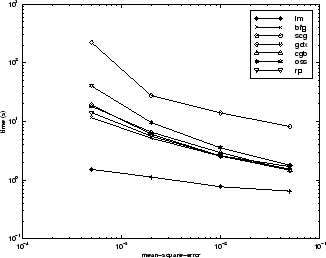 10³
lm
bfg
scg
gdx
cgb
oss
rp
10²
time (s)
10¹
10⁰
10⁻¹
10⁻⁴ 10⁻³ 10⁻² 10⁻¹
mean-square-error